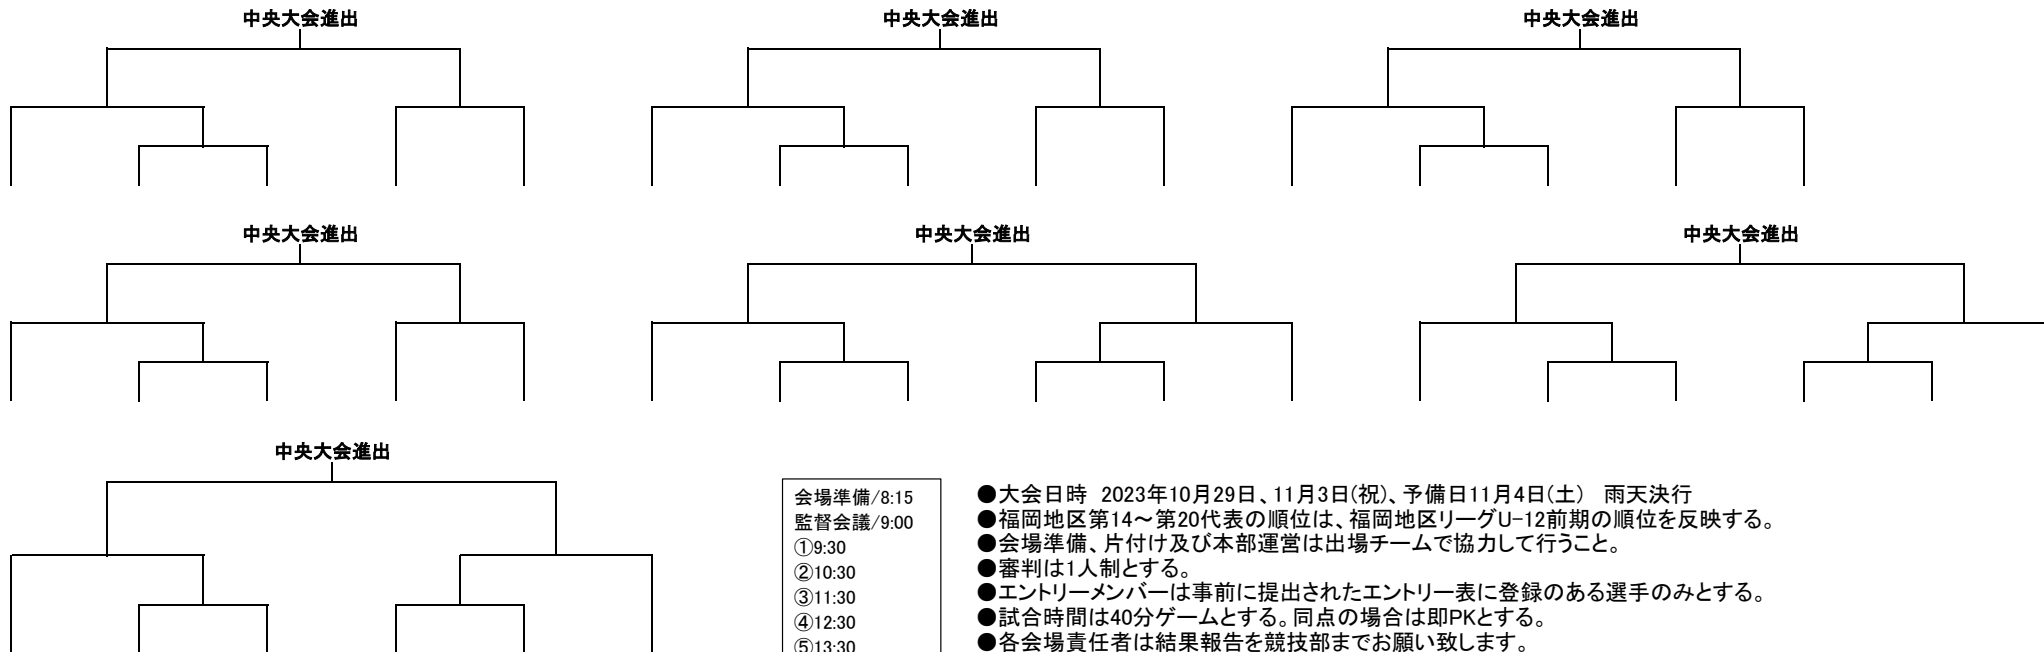 中央大会進出
中央大会進出
中央大会進出
中央大会進出
中央大会進出
中央大会進出
中央大会進出
会場準備/8:15
監督会議/9:00
①9:30
②10:30
③11:30
④12:30
⑤13:30
●大会日時 2023年10月29日、11月3日(祝)、予備日11月4日(土) 雨天決行
●福岡地区第14～第20代表の順位は、福岡地区リーグU-12前期の順位を反映する。
●会場準備、片付け及び本部運営は出場チームで協力して行うこと。
●審判は1人制とする。
●エントリーメンバーは事前に提出されたエントリー表に登録のある選手のみとする。
●試合時間は40分ゲームとする。同点の場合は即PKとする。
●各会場責任者は結果報告を競技部までお願い致します。